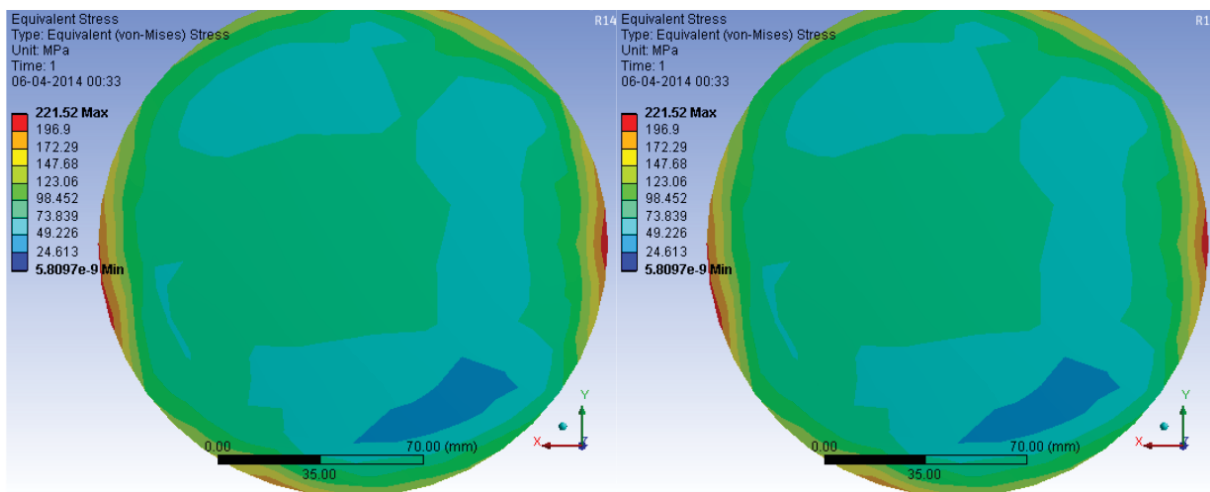 Equivalent Stress
Type: Equivalent (von-Mises) Stress
Unit: MPa
Time: 1
06-04-2014 00:33
R14
221.52 Max
196.9
172.29
147.68
123.06
98.452
73.839
49.226
24.613
5.8097e-9 Min
0.00
70.00 (mm)
35.00
Y
X
Z
Equivalent Stress
Type: Equivalent (von-Mises) Stress
Unit: MPa
Time: 1
06-04-2014 00:33
R1
221.52 Max
196.9
172.29
147.68
123.06
98.452
73.839
49.226
24.613
5.8097e-9 Min
0.00
70.00 (mm)
35.00
Y
X
Z